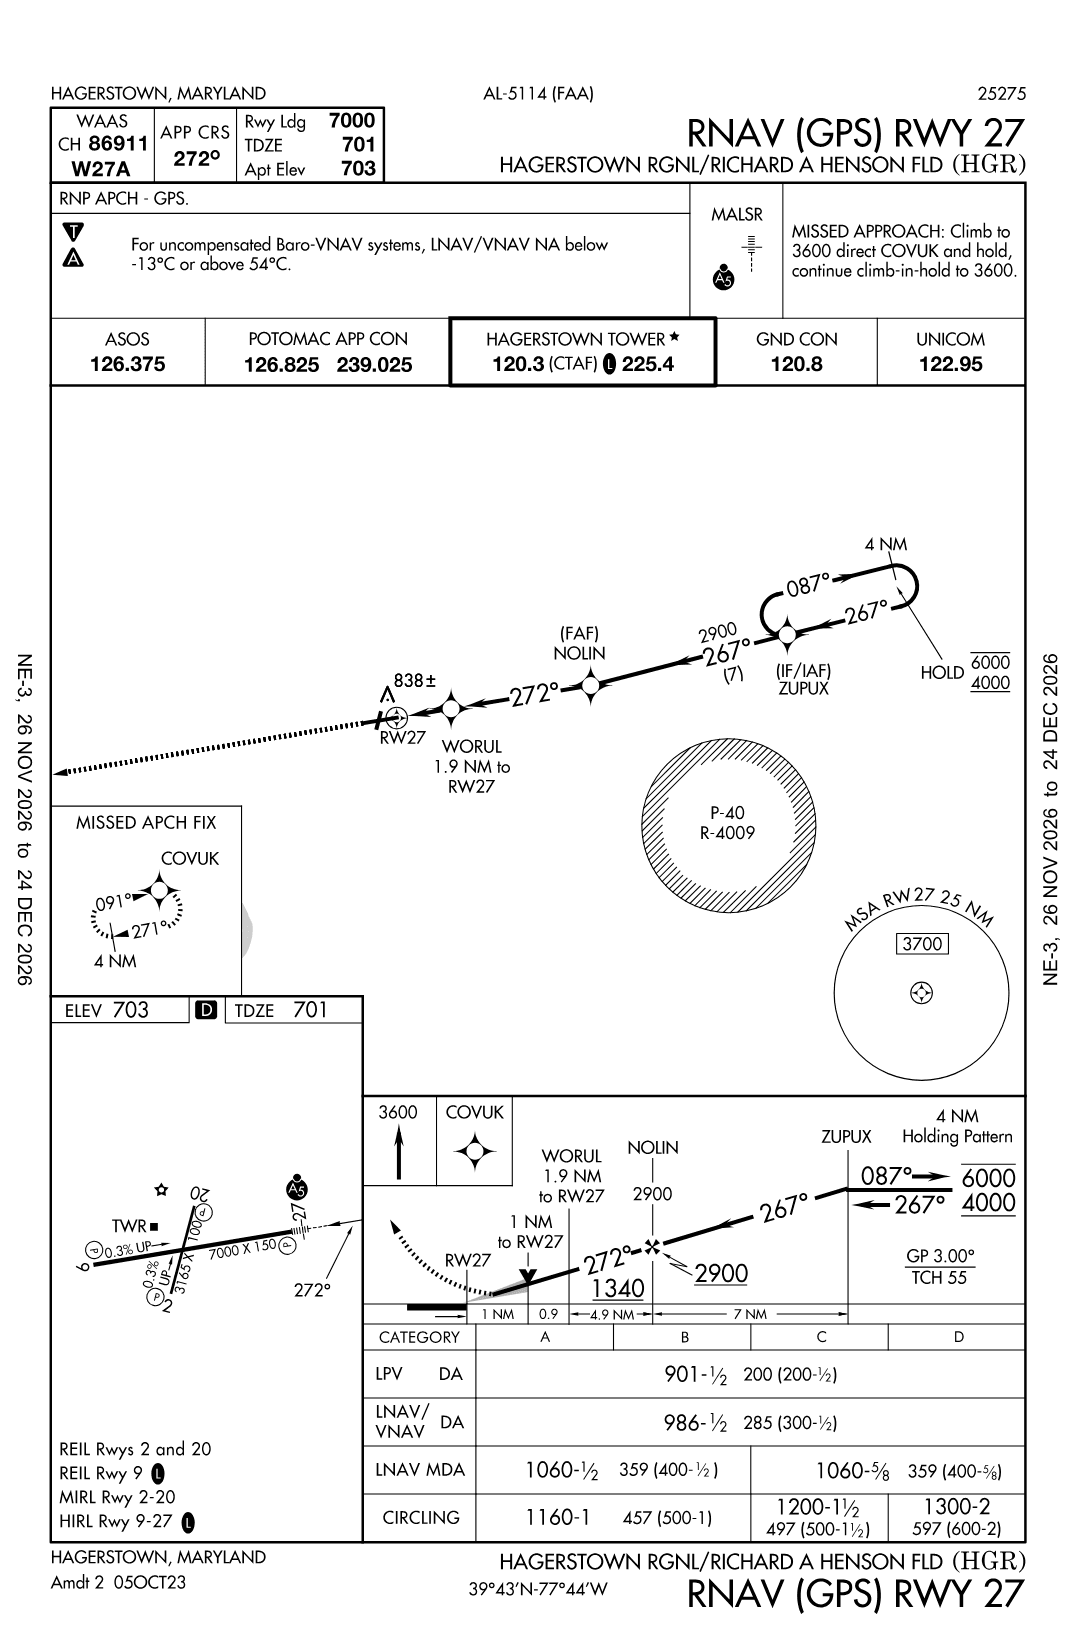 HAGERSTOWN, MARYLAND
AL-5114 (FAA)
25275
WAAS
CH 86911
W27A
APP CRS
272°
Rwy Ldg 7000
TDZE 701
Apt Elev 703
RNAV (GPS) RWY 27
HAGERSTOWN RGNL/RICHARD A HENSON FLD (HGR)
RNP APCH - GPS.
T
A
For uncompensated Baro-VNAV systems, LNAV/VNAV NA below
-13°C or above 54°C.
MALSR
A5
MISSED APPROACH: Climb to
3600 direct COVUK and hold,
continue climb-in-hold to 3600.
ASOS
126.375
POTOMAC APP CON
126.825 239.025
HAGERSTOWN TOWER★
120.3 (CTAF) L 225.4
GND CON
120.8
UNICOM
122.95
4 NM
087°
267°
HOLD 6000
4000
2900
267°
(7)
(IF/IAF)
ZUPUX
(FAF)
NOLIN
272°
838±
RW27
WORUL
1.9 NM to
RW27
P-40
R-4009
MISSED APCH FIX
COVUK
091°
271°
4 NM
MSA RW27 25 NM
3700
NE-3, 26 NOV 2026 to 24 DEC 2026
NE-3, 26 NOV 2026 to 24 DEC 2026
ELEV 703
D
TDZE 701
20
A5
TWR
27
P
P
P
P
0.3% UP
7000 X 150
9
0.3%
UP
3165 X 100
2
272°
REIL Rwys 2 and 20
REIL Rwy 9 L
MIRL Rwy 2-20
HIRL Rwy 9-27 L
3600
COVUK
4 NM
Holding Pattern
ZUPUX
087°
267°
6000
4000
NOLIN
2900
WORUL
1.9 NM
to RW27
1 NM
to RW27
RW27
267°
272°
1340
2900
GP 3.00°
TCH 55
1 NM
0.9
4.9 NM
7 NM
CATEGORY A B C D
LPV DA 901-½ 200 (200-½)
LNAV/
VNAV DA 986-½ 285 (300-½)
LNAV MDA 1060-½ 359 (400-½) 1060-⅝ 359 (400-⅝)
CIRCLING 1160-1 457 (500-1)
1200-1½
497 (500-1½)
1300-2
597 (600-2)
HAGERSTOWN, MARYLAND
Amdt 2 05OCT23
39°43'N-77°44'W
HAGERSTOWN RGNL/RICHARD A HENSON FLD (HGR)
RNAV (GPS) RWY 27